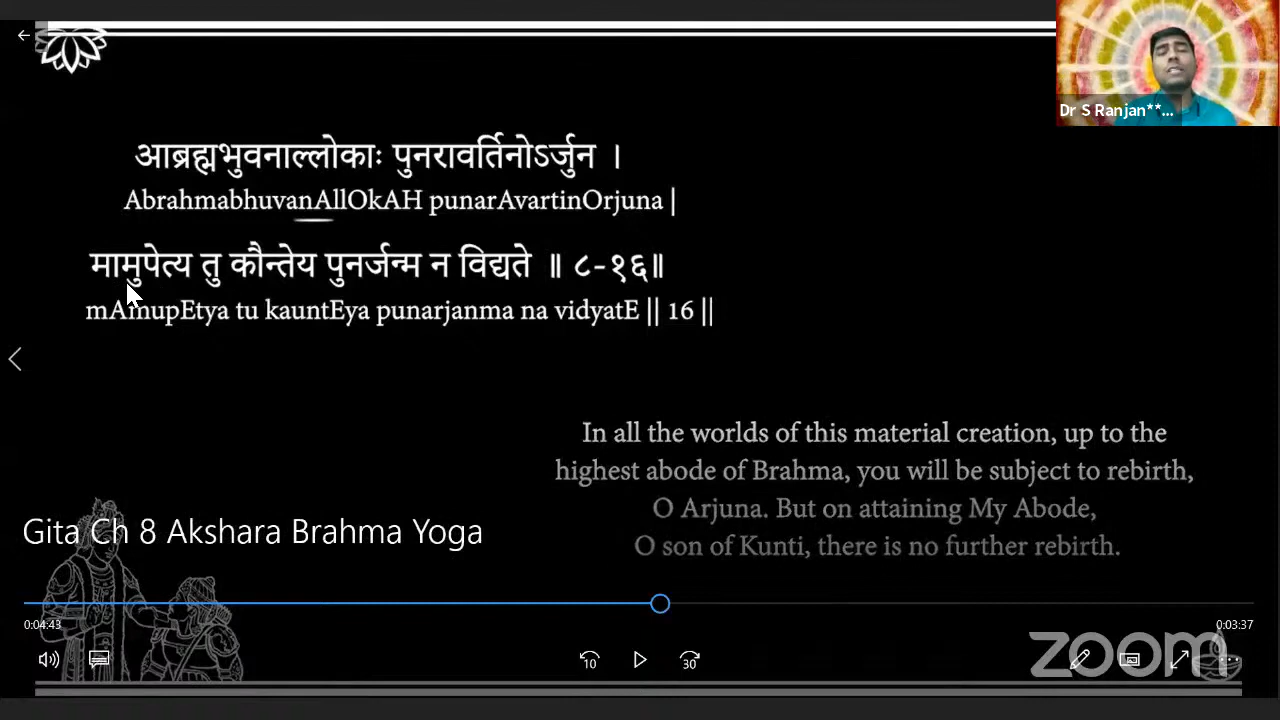 Dr S Ranjan**...
आब्रह्मभुवनाल्लोकाः पुनरावर्तिनोऽर्जुन ।
AbrahmabhuvanAllOkAH punarAvartinOrjuna |
मामुपेत्य तु कौन्तेय पुनर्जन्म न विद्यते ॥ ८-१६॥
mAmupEtya tu kauntEya punarjanma na vidyatE || 16 ||
In all the worlds of this material creation, up to the
highest abode of Brahma, you will be subject to rebirth,
O Arjuna. But on attaining My Abode,
O son of Kunti, there is no further rebirth.
Gita Ch 8 Akshara Brahma Yoga
0:04:43
0:03:37
10
30
zoom